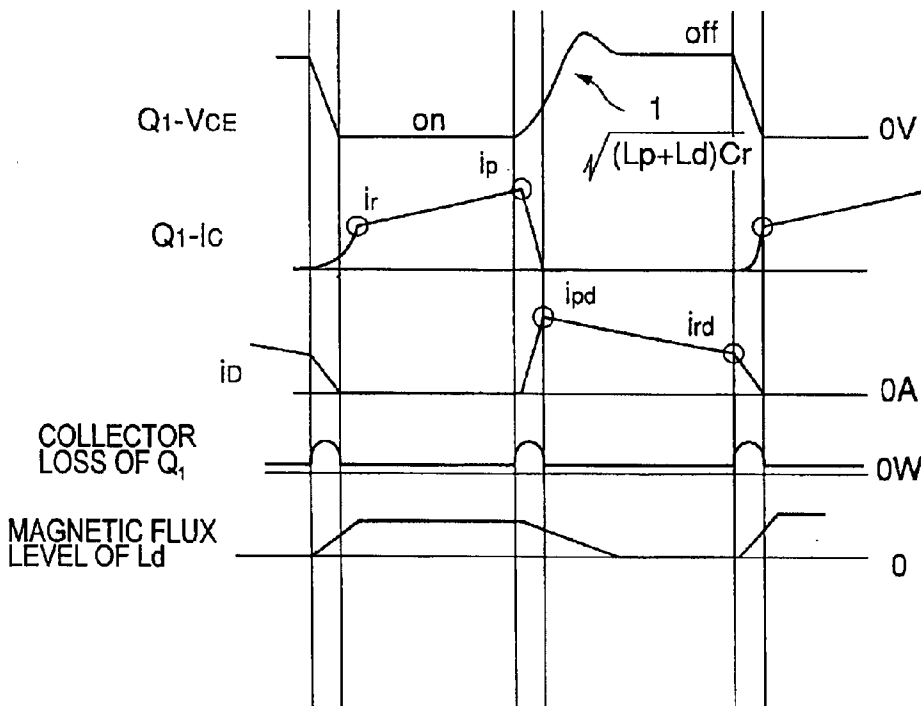 off
Q1-VCE
on
1
√(Lp+Ld)Cr
0V
ip
ir
Q1-IC
ipd
ird
iD
0A
COLLECTOR
LOSS OF Q1
0W
MAGNETIC FLUX
LEVEL OF Ld
0